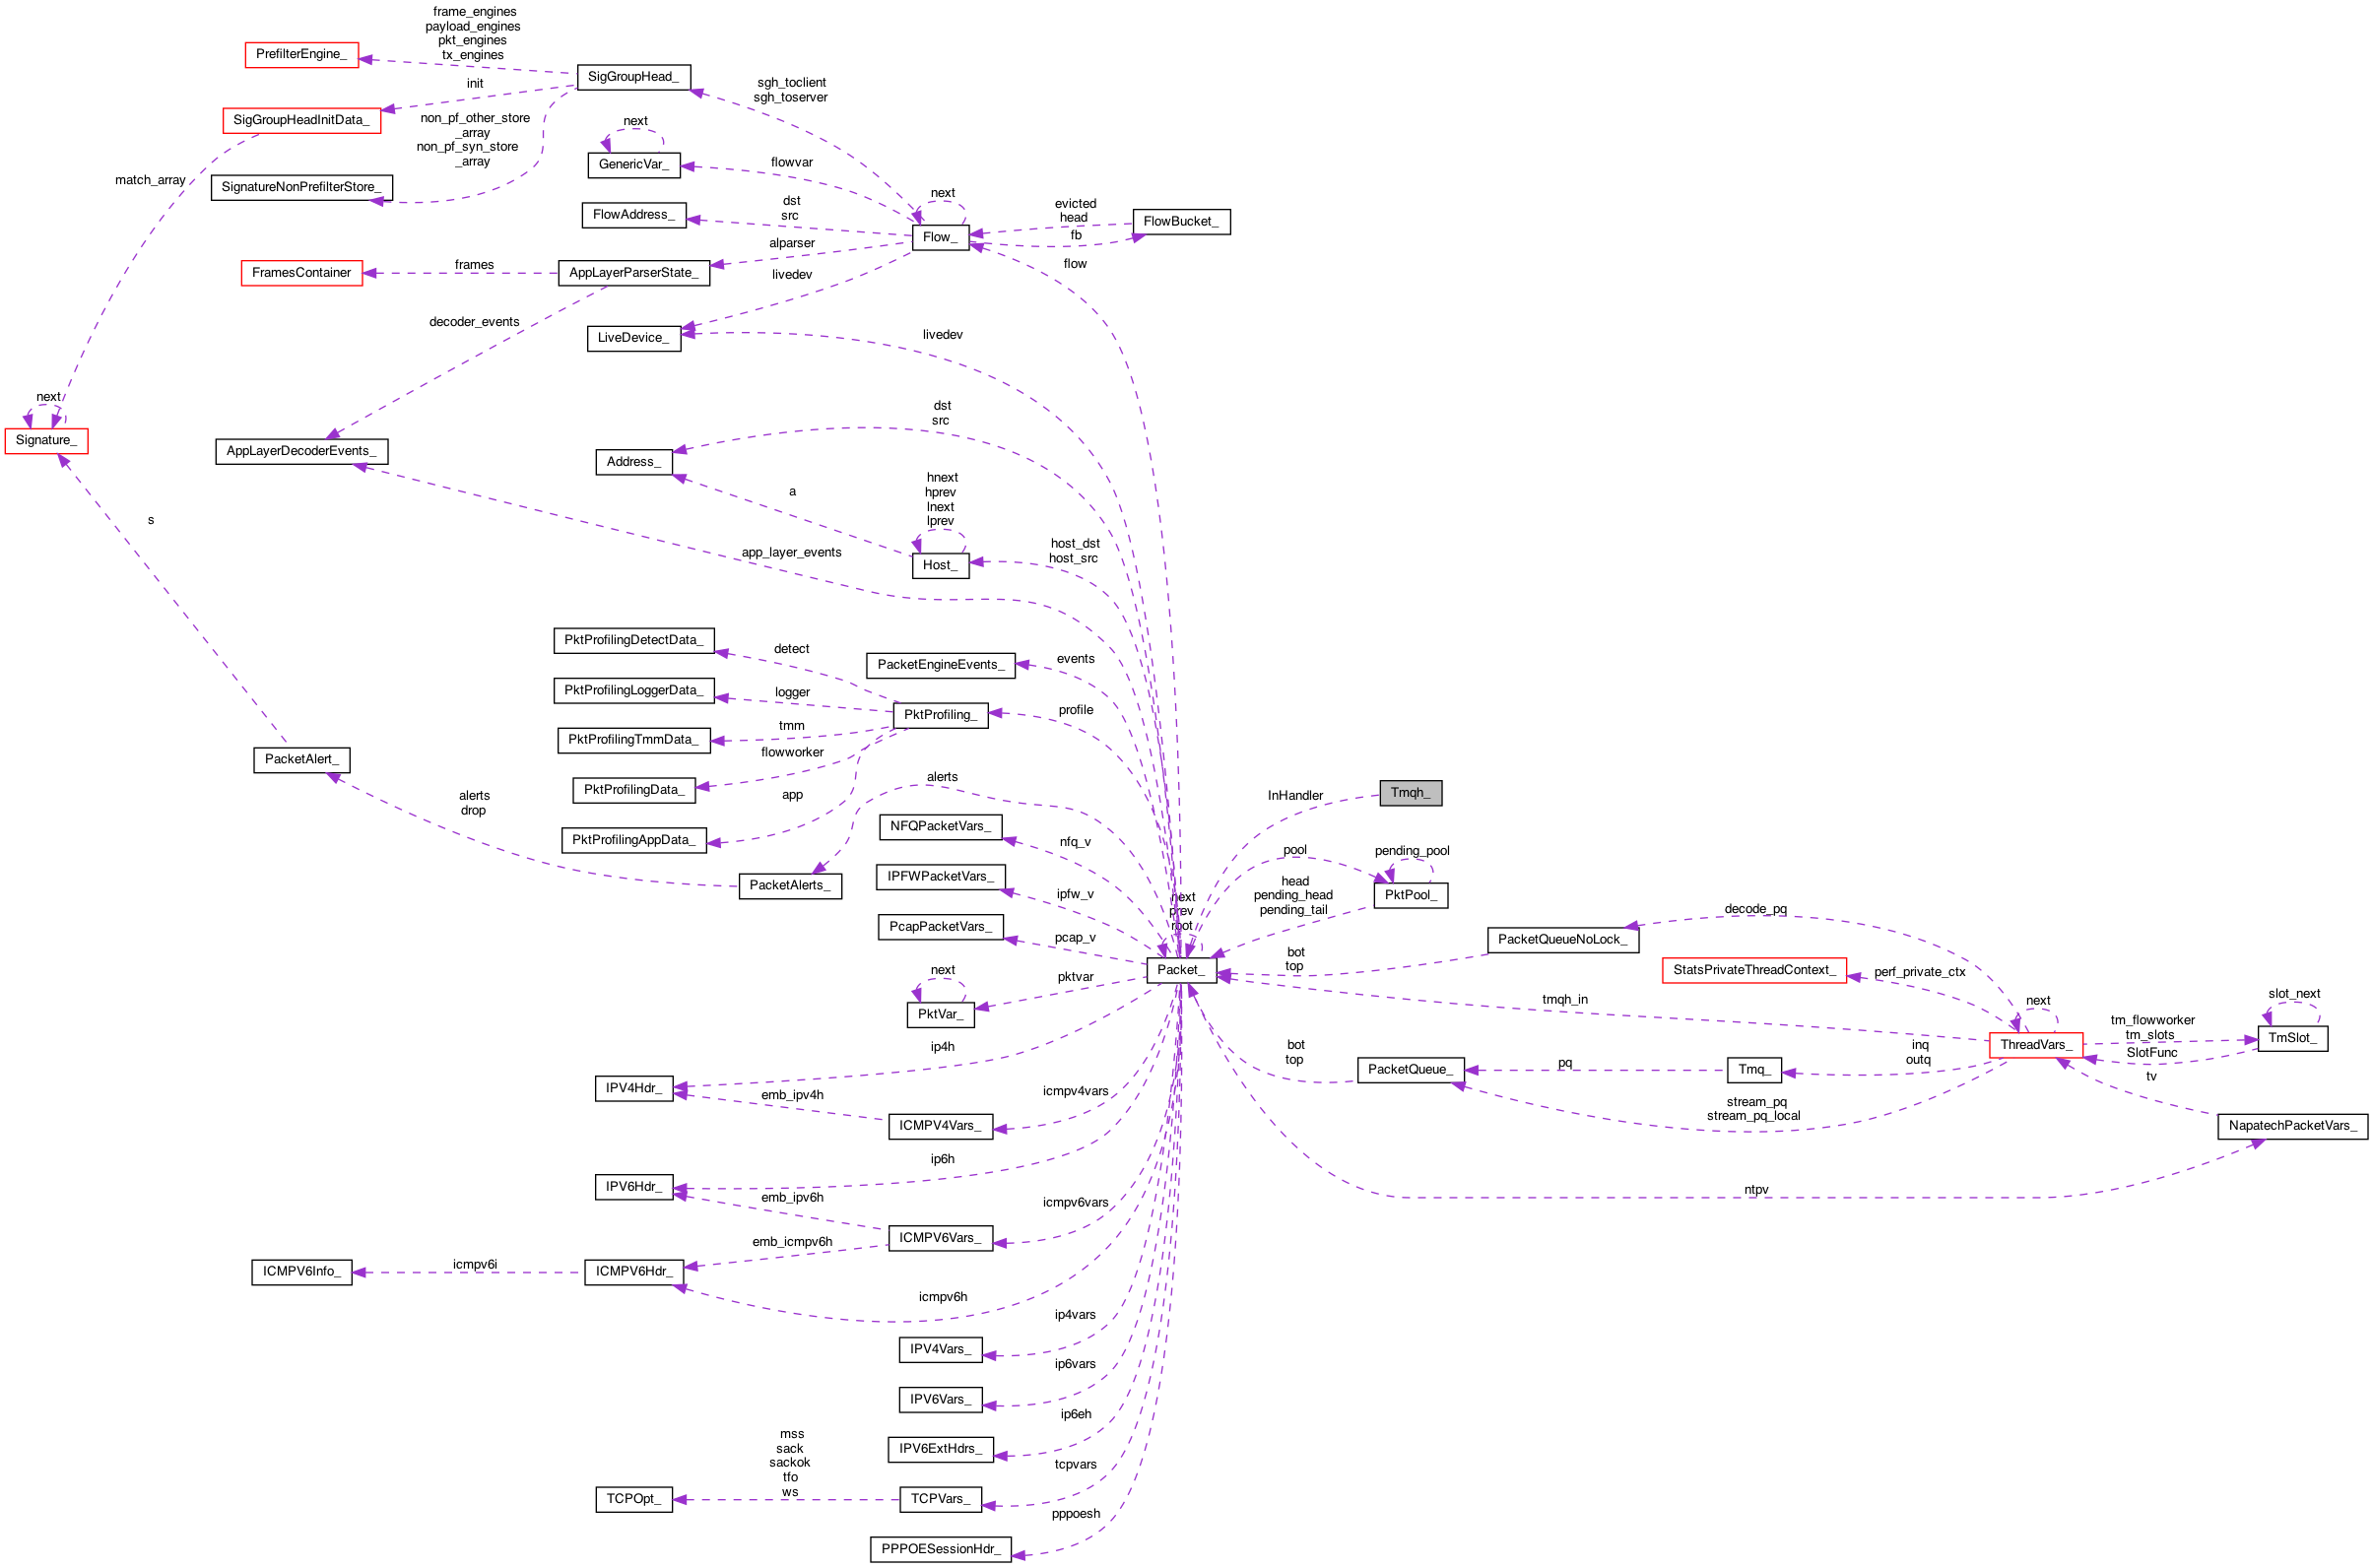 frame_engines
payload_engines
pkt_engines
tx_engines
PrefilterEngine_
SigGroupHead_
init
sgh_toclient
sgh_toserver
SigGroupHeadInitData_
non_pf_other_store
_array
non_pf_syn_store
_array
next
GenericVar_
flowvar
match_array
SignatureNonPrefilterStore_
FlowAddress_
dst
src
next
Flow_
evicted
head
fb
FlowBucket_
alparser
flow
FramesContainer
frames
AppLayerParserState_
livedev
decoder_events
LiveDevice_
livedev
next
Signature_
AppLayerDecoderEvents_
dst
src
Address_
a
hnext
hprev
lnext
lprev
Host_
host_dst
host_src
s
app_layer_events
PktProfilingDetectData_
detect
PacketEngineEvents_
events
PktProfilingLoggerData_
logger
PktProfiling_
profile
PktProfilingTmmData_
tmm
flowworker
PacketAlert_
PktProfilingData_
app
alerts
alerts
drop
InHandler
Tmqh_
PktProfilingAppData_
NFQPacketVars_
nfq_v
pool
pending_pool
PktPool_
PacketAlerts_
IPFWPacketVars_
ipfw_v
next
prev
root
head
pending_head
pending_tail
PcapPacketVars_
pcap_v
Packet_
bot
top
PacketQueueNoLock_
decode_pq
StatsPrivateThreadContext_
perf_private_ctx
next
PktVar_
pktvar
tmqh_in
next
ThreadVars_
tm_flowworker
tm_slots
SlotFunc
slot_next
TmSlot_
ip4h
bot
top
PacketQueue_
pq
Tmq_
inq
outq
tv
IPV4Hdr_
emb_ipv4h
icmpv4vars
ICMPV4Vars_
stream_pq
stream_pq_local
NapatechPacketVars_
ip6h
IPV6Hdr_
emb_ipv6h
icmpv6vars
ntpv
ICMPV6Vars_
emb_icmpv6h
ICMPV6Info_
icmpv6i
ICMPV6Hdr_
icmpv6h
ip4vars
IPV4Vars_
ip6vars
IPV6Vars_
ip6eh
IPV6ExtHdrs_
mss
sack
sackok
tfo
ws
TCPOpt_
TCPVars_
tcpvars
pppoesh
PPPOESessionHdr_